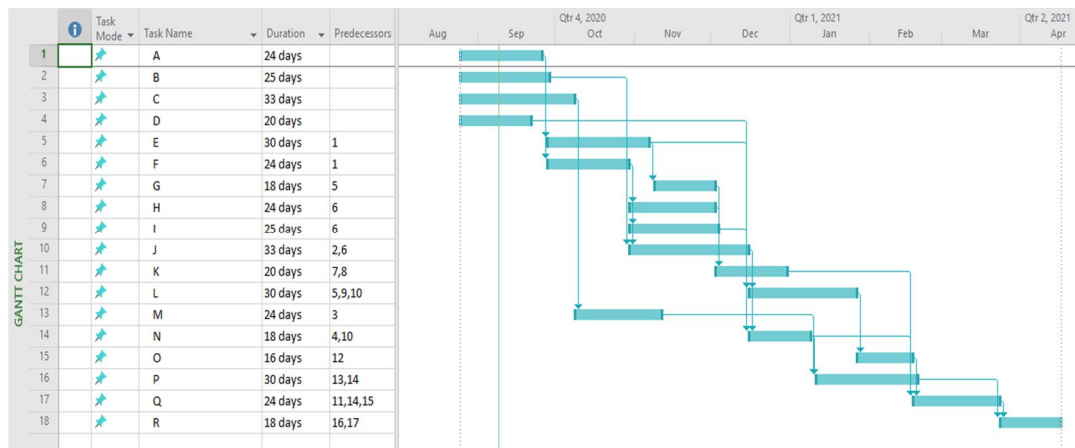 Task Mode Task Name Duration Predecessors
Qtr 4, 2020 Qtr 1, 2021 Qtr 2, 2021
Aug Sep Oct Nov Dec Jan Feb Mar Apr
1 A 24 days
2 B 25 days
3 C 33 days
4 D 20 days
5 E 30 days 1
6 F 24 days 1
7 G 18 days 5
8 H 24 days 6
9 I 25 days 6
10 J 33 days 2,6
11 K 20 days 7,8
12 L 30 days 5,9,10
13 M 24 days 3
14 N 18 days 4,10
15 O 16 days 12
16 P 30 days 13,14
17 Q 24 days 11,14,15
18 R 18 days 16,17
GANTT CHART